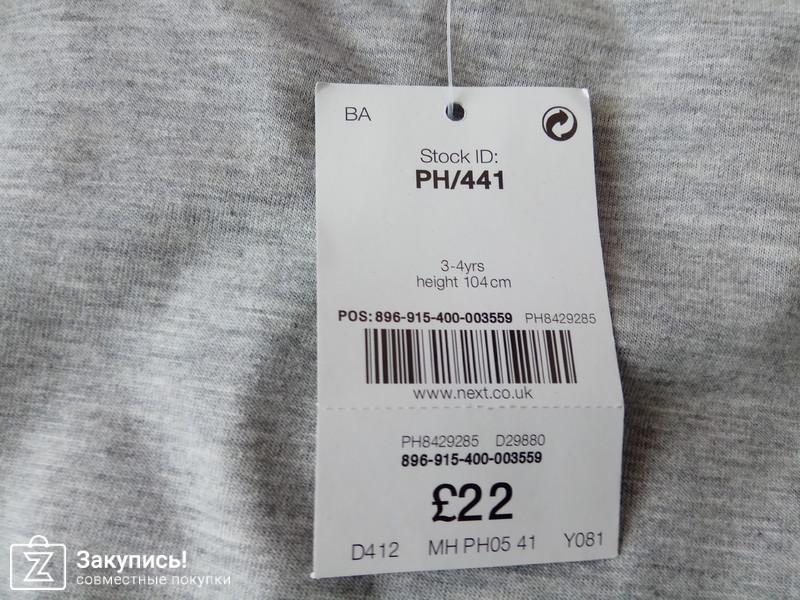 BA
Stock ID:
PH/441
3-4yrs
height 104cm
POS: 896-915-400-003559 PH8429285
www.next.co.uk
PH8429285 D29880
896-915-400-003559
£22
D412 MH PH05 41 Y081
Закупись!
совместные покупки